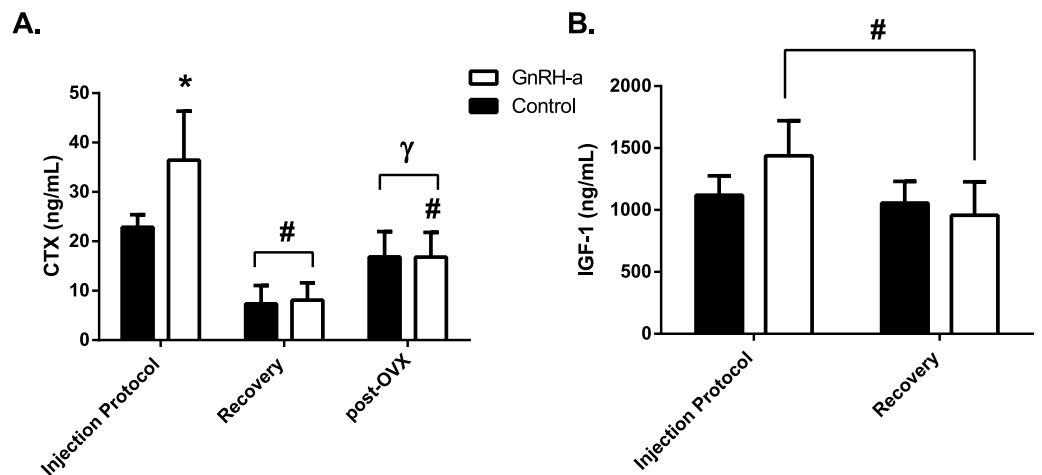 A.
*
GnRH-a
Control
CTX (ng/mL)
50
40
30
20
10
0
#
γ
#
Injection Protocol
Recovery
post-OVX
B.
#
IGF-1 (ng/mL)
2000
1500
1000
500
0
Injection Protocol
Recovery